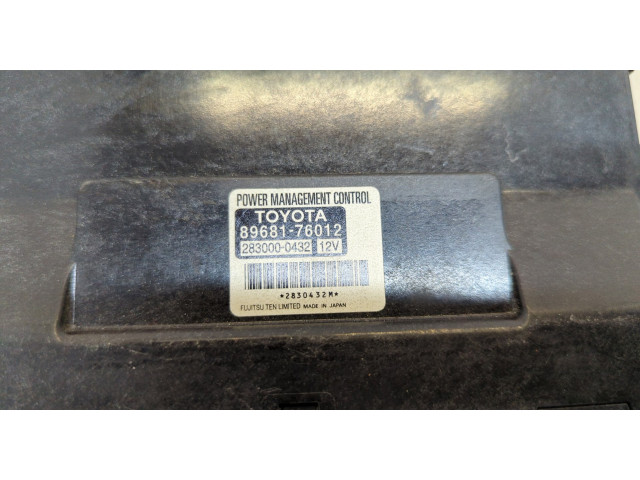 POWER MANAGEMENT CONTROL
TOYOTA
89681-76012
283000-0432 12V
*2830432M*
FUJITSU TEN LIMITED MADE IN JAPAN